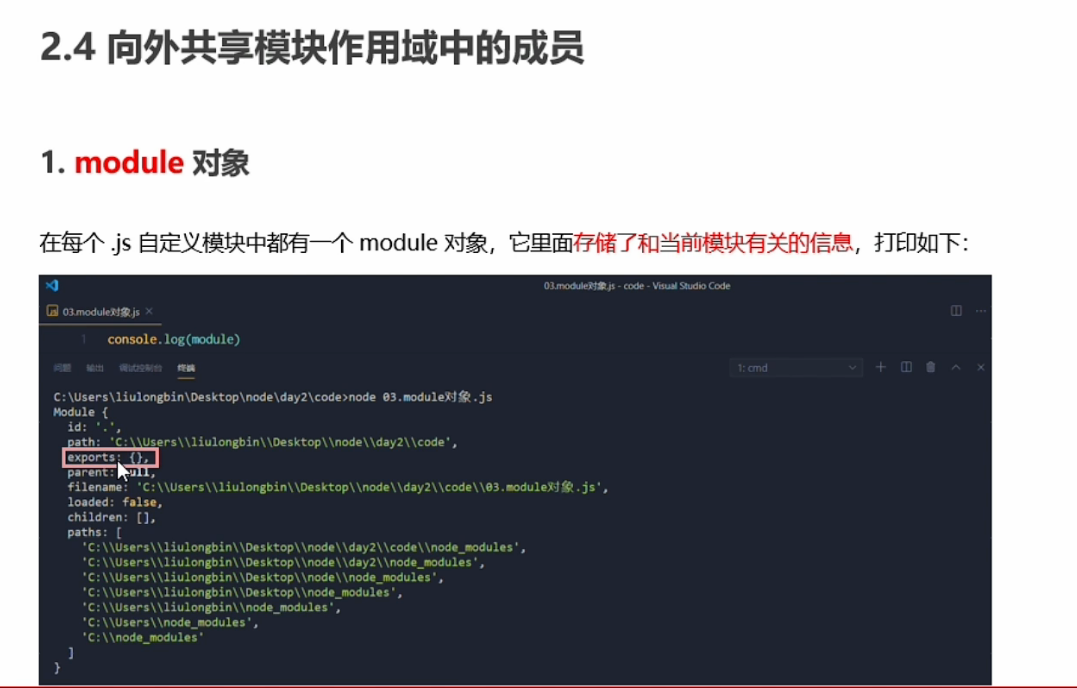 2.4 向外共享模块作用域中的成员
1. module 对象
在每个 .js 自定义模块中都有一个 module 对象，它里面存储了和当前模块有关的信息，打印如下：
03.module对象.js - code - Visual Studio Code
03.module对象.js
1 console.log(module)
问题 输出 调试控制台 终端 1: cmd
C:\Users\liulongbin\Desktop\node\day2\code>node 03.module对象.js
Module {
id: '.',
path: 'C:\\Users\\liulongbin\\Desktop\\node\\day2\\code',
exports: {},
parent: null,
filename: 'C:\\Users\\liulongbin\\Desktop\\node\\day2\\code\\03.module对象.js',
loaded: false,
children: [],
paths: [
'C:\\Users\\liulongbin\\Desktop\\node\\day2\\code\\node_modules',
'C:\\Users\\liulongbin\\Desktop\\node\\day2\\node_modules',
'C:\\Users\\liulongbin\\Desktop\\node\\node_modules',
'C:\\Users\\liulongbin\\Desktop\\node_modules',
'C:\\Users\\liulongbin\\node_modules',
'C:\\Users\\node_modules',
'C:\\node_modules'
]
}